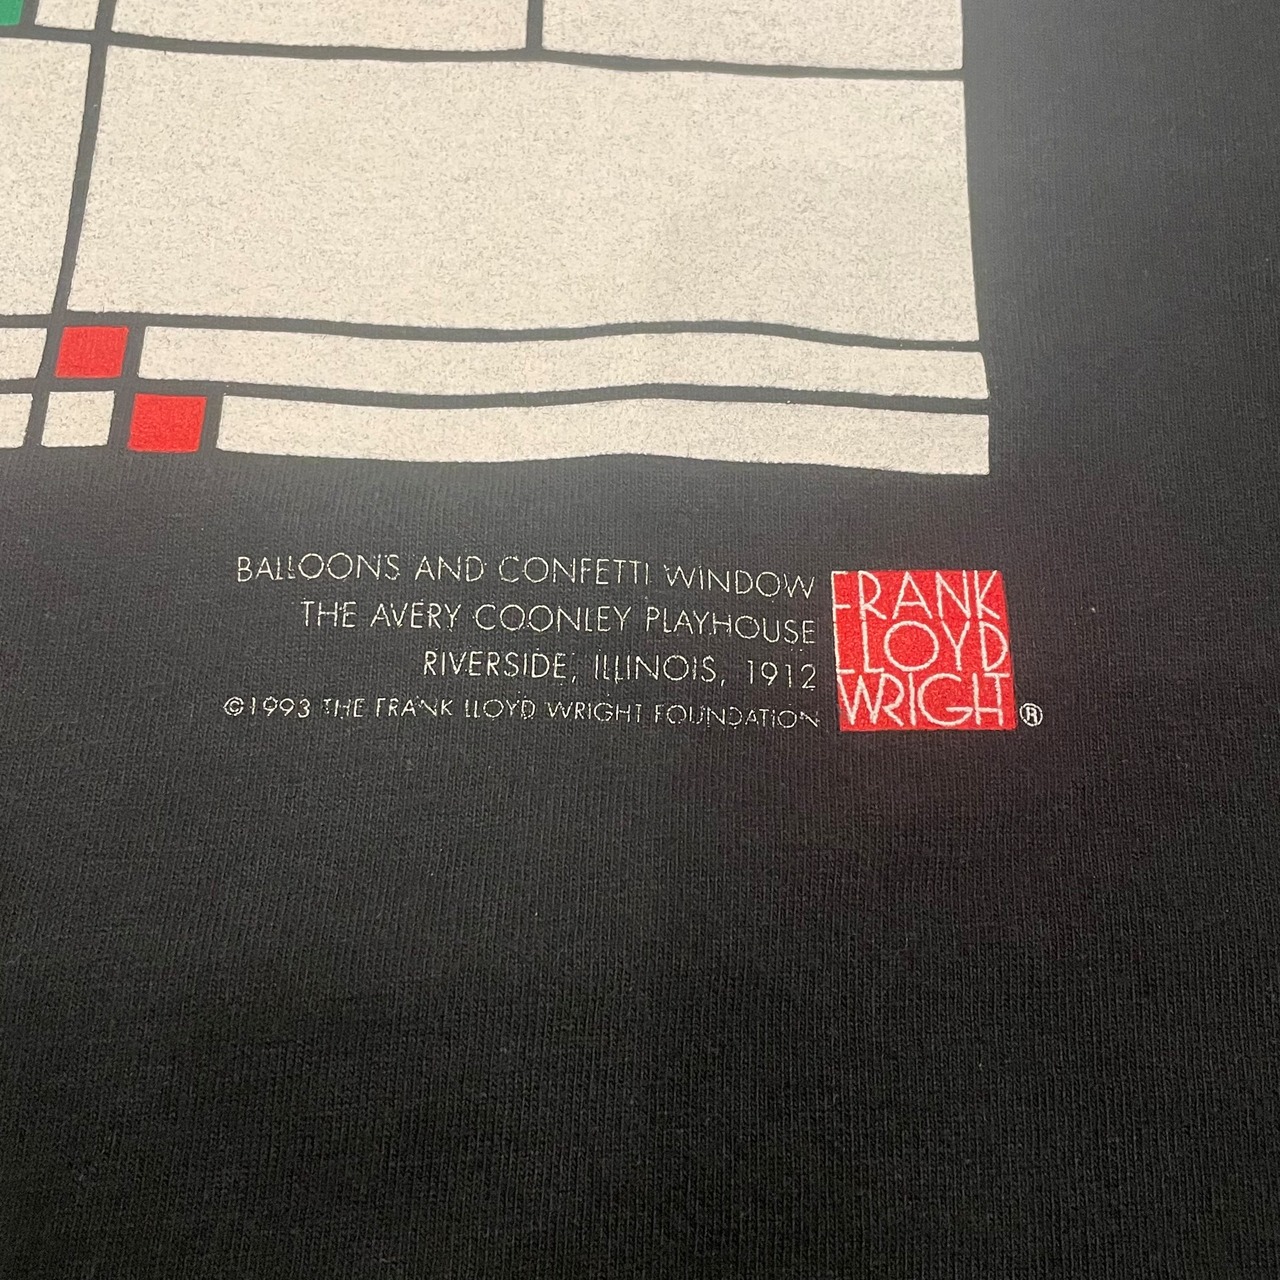 BALLOONS AND CONFETTI WINDOW
THE AVERY COONLEY PLAYHOUSE
RIVERSIDE, ILLINOIS, 1912
©1993 THE FRANK LLOYD WRIGHT FOUNDATION
FRANK
LLOYD
WRIGHT ®